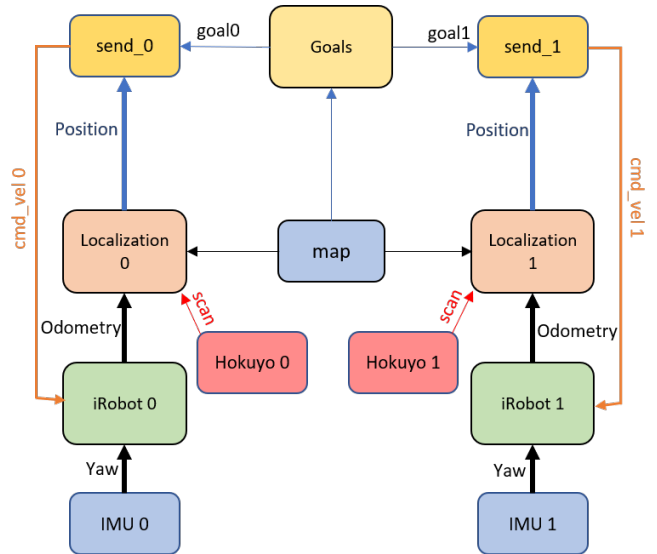 send_0
goal0
Goals
goal1
send_1
Position
Position
cmd_vel 0
cmd_vel 1
Localization
0
map
Localization
1
scan
scan
Odometry
Odometry
Hokuyo 0
Hokuyo 1
iRobot 0
iRobot 1
Yaw
Yaw
IMU 0
IMU 1